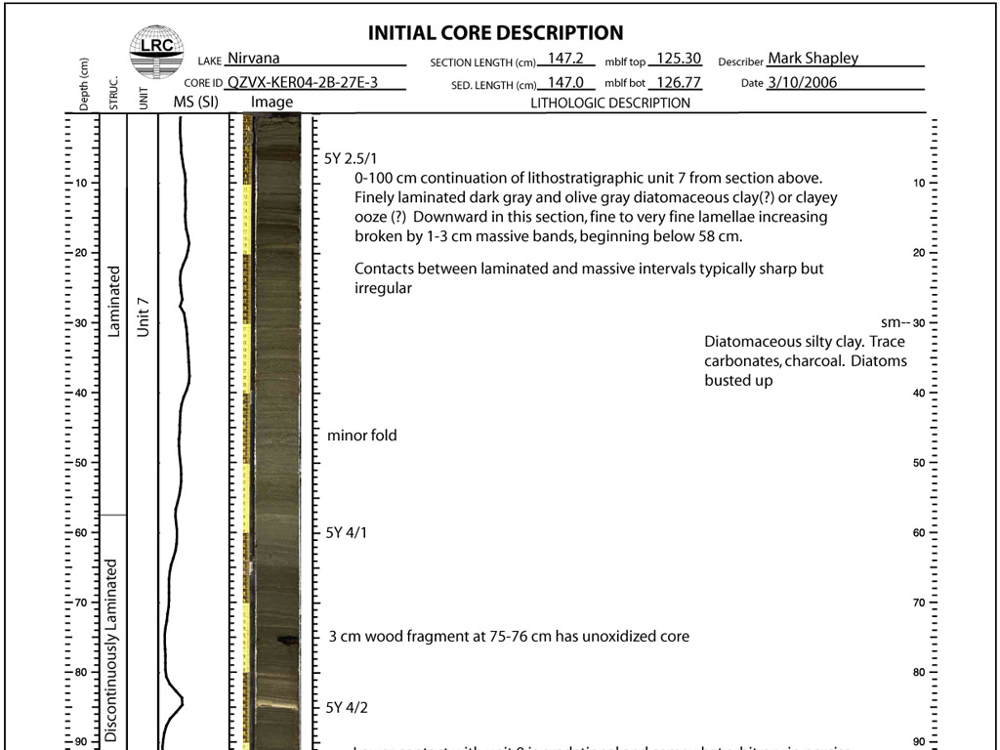 INITIAL CORE DESCRIPTION
LRC
LAKE Nirvana
SECTION LENGTH (cm) 147.2 mblf top 125.30
Describer Mark Shapley
CORE ID QZVX-KER04-2B-27E-3
SED. LENGTH (cm) 147.0 mblf bot 126.77
Date 3/10/2006
Depth (cm)
STRUC.
UNIT
MS (SI)
Image
LITHOLOGIC DESCRIPTION
5Y 2.5/1
0-100 cm continuation of lithostratigraphic unit 7 from section above.
Finely laminated dark gray and olive gray diatomaceous clay(?) or clayey
ooze (?) Downward in this section, fine to very fine lamellae increasing
broken by 1-3 cm massive bands, beginning below 58 cm.
Contacts between laminated and massive intervals typically sharp but
irregular
sm--
Diatomaceous silty clay. Trace
carbonates, charcoal. Diatoms
busted up
minor fold
5Y 4/1
3 cm wood fragment at 75-76 cm has unoxidized core
5Y 4/2
Laminated
Discontinuously Laminated
Unit 7
10
20
30
40
50
60
70
80
90
10
20
30
40
50
60
70
80
90